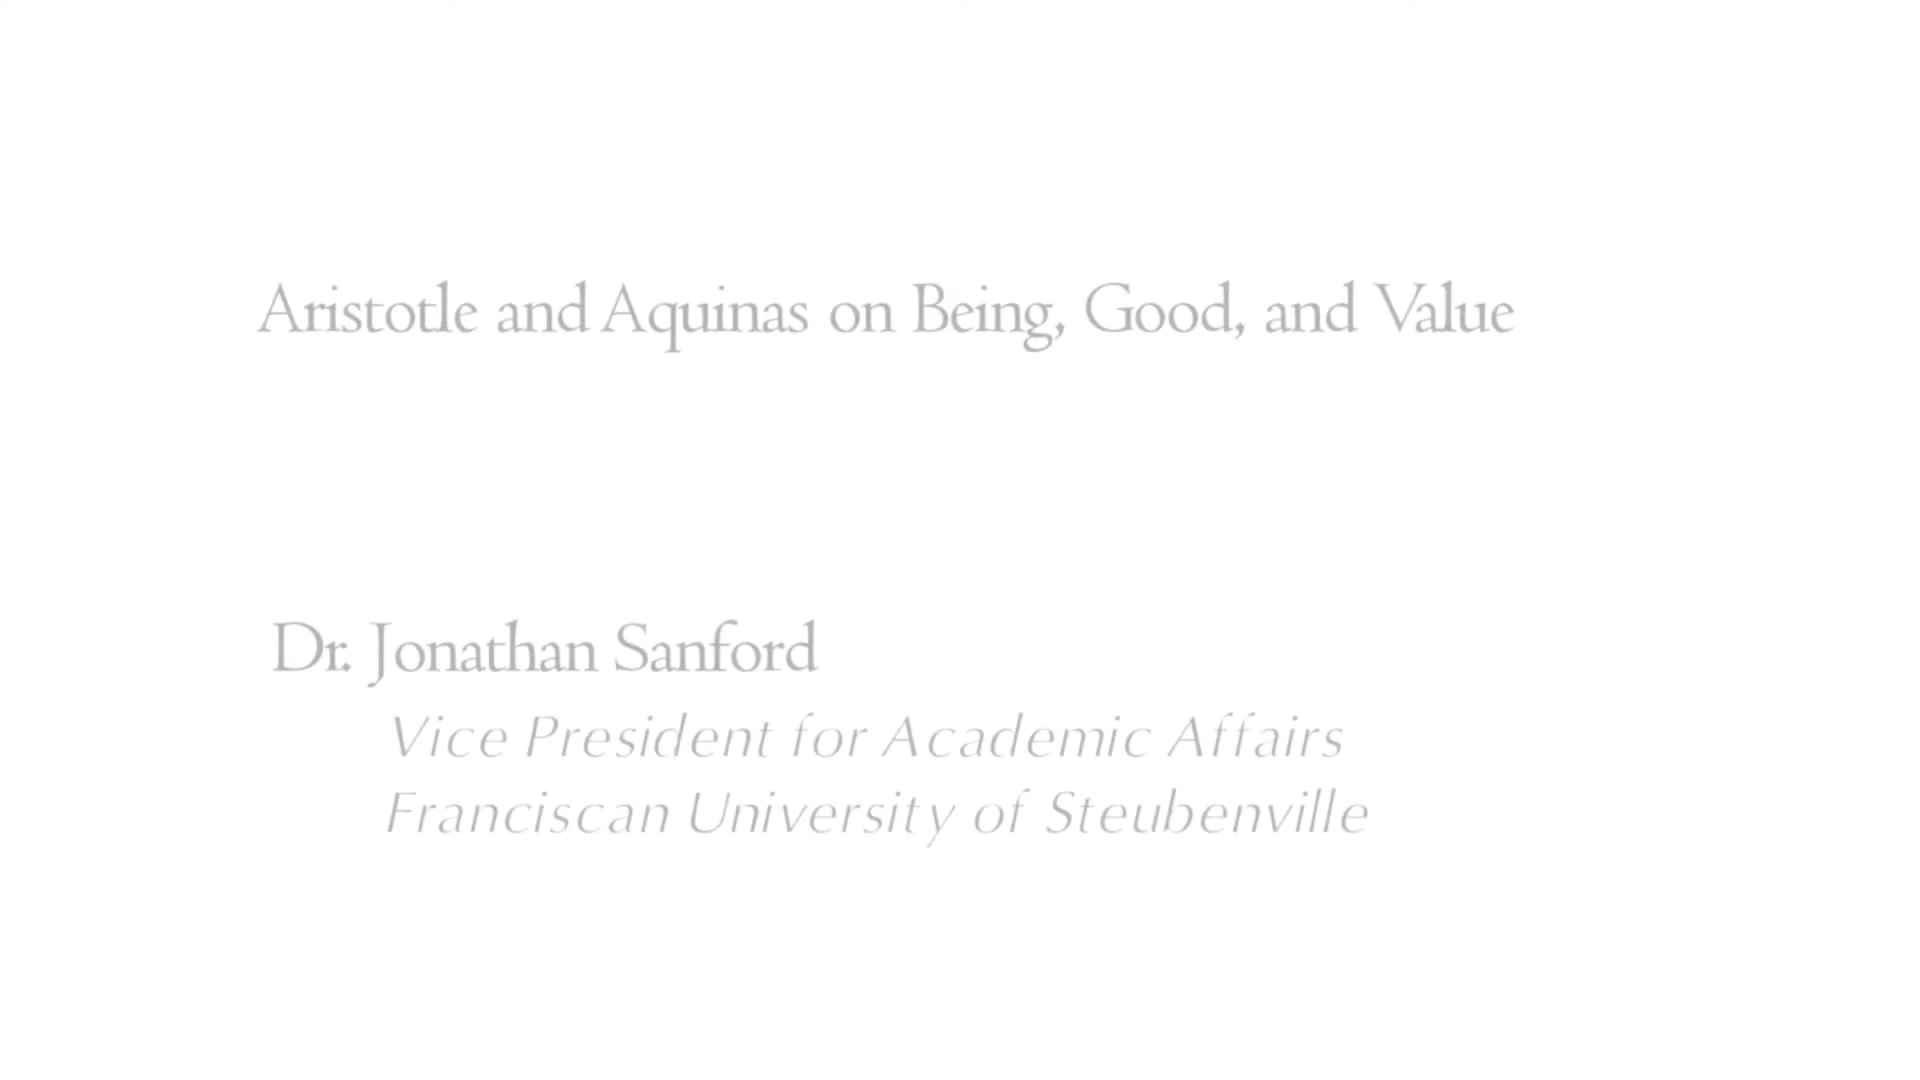 Aristotle and Aquinas on Being, Good, and Value
Dr. Jonathan Sanford
Vice President for Academic Affairs
Franciscan University of Steubenville